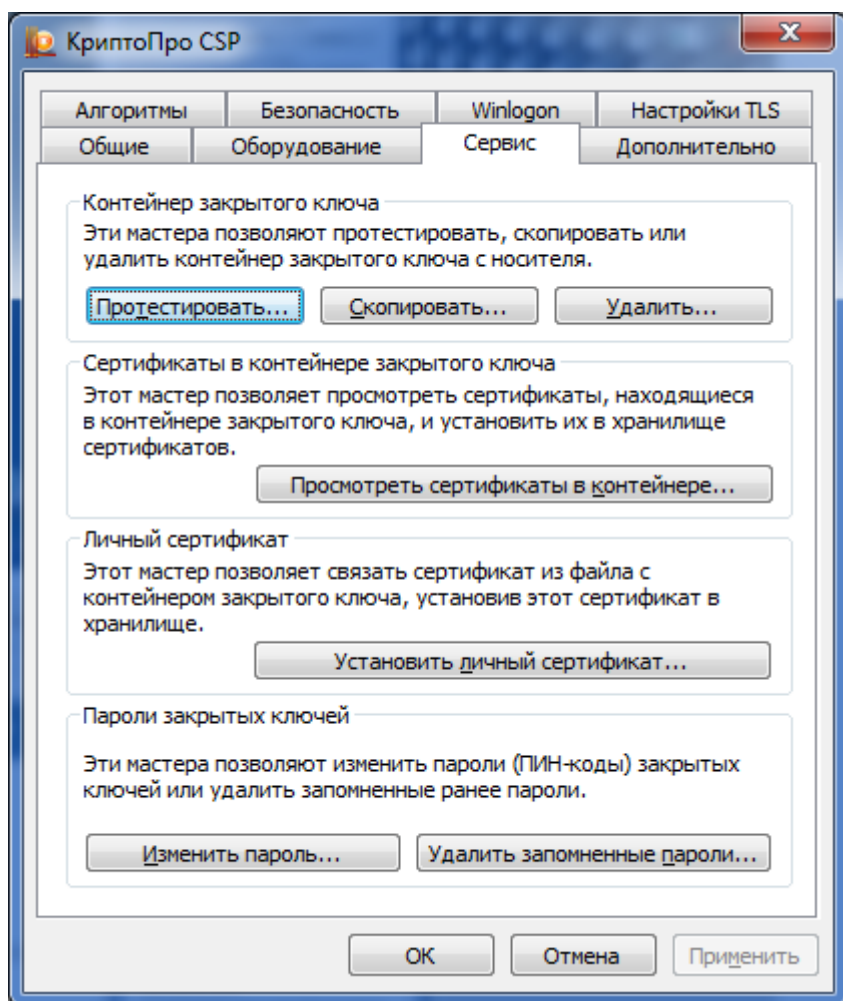 КриптоПро CSP
Алгоритмы Безопасность Winlogon Настройки TLS
Общие Оборудование Сервис Дополнительно
Контейнер закрытого ключа
Эти мастера позволяют протестировать, скопировать или
удалить контейнер закрытого ключа с носителя.
Протестировать... Скопировать... Удалить...
Сертификаты в контейнере закрытого ключа
Этот мастер позволяет просмотреть сертификаты, находящиеся
в контейнере закрытого ключа, и установить их в хранилище
сертификатов.
Просмотреть сертификаты в контейнере...
Личный сертификат
Этот мастер позволяет связать сертификат из файла с
контейнером закрытого ключа, установив этот сертификат в
хранилище.
Установить личный сертификат...
Пароли закрытых ключей
Эти мастера позволяют изменить пароли (ПИН-коды) закрытых
ключей или удалить запомненные ранее пароли.
Изменить пароль... Удалить запомненные пароли...
ОК Отмена Применить